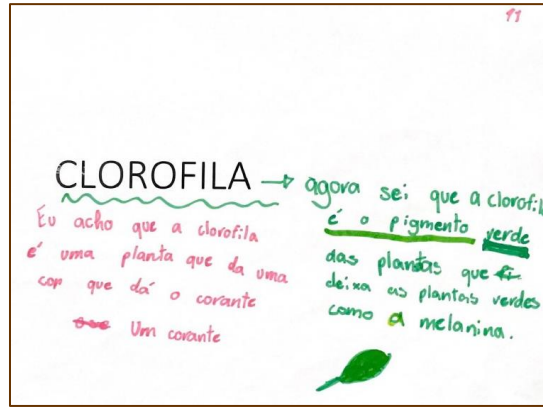 91
CLOROFILA → agora sei que a clorofil
é o pigmento verde
das plantas que
deixa as plantas verdes
como a melanina.
Eu acho que a clorofila
é uma planta que da uma
cor que dá o corante
Um corante